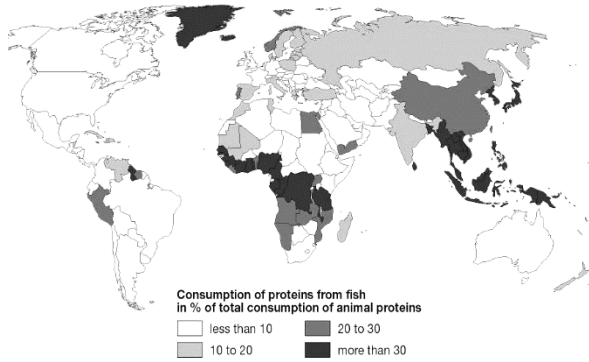 Consumption of proteins from fish
in % of total consumption of animal proteins
less than 10
20 to 30
10 to 20
more than 30